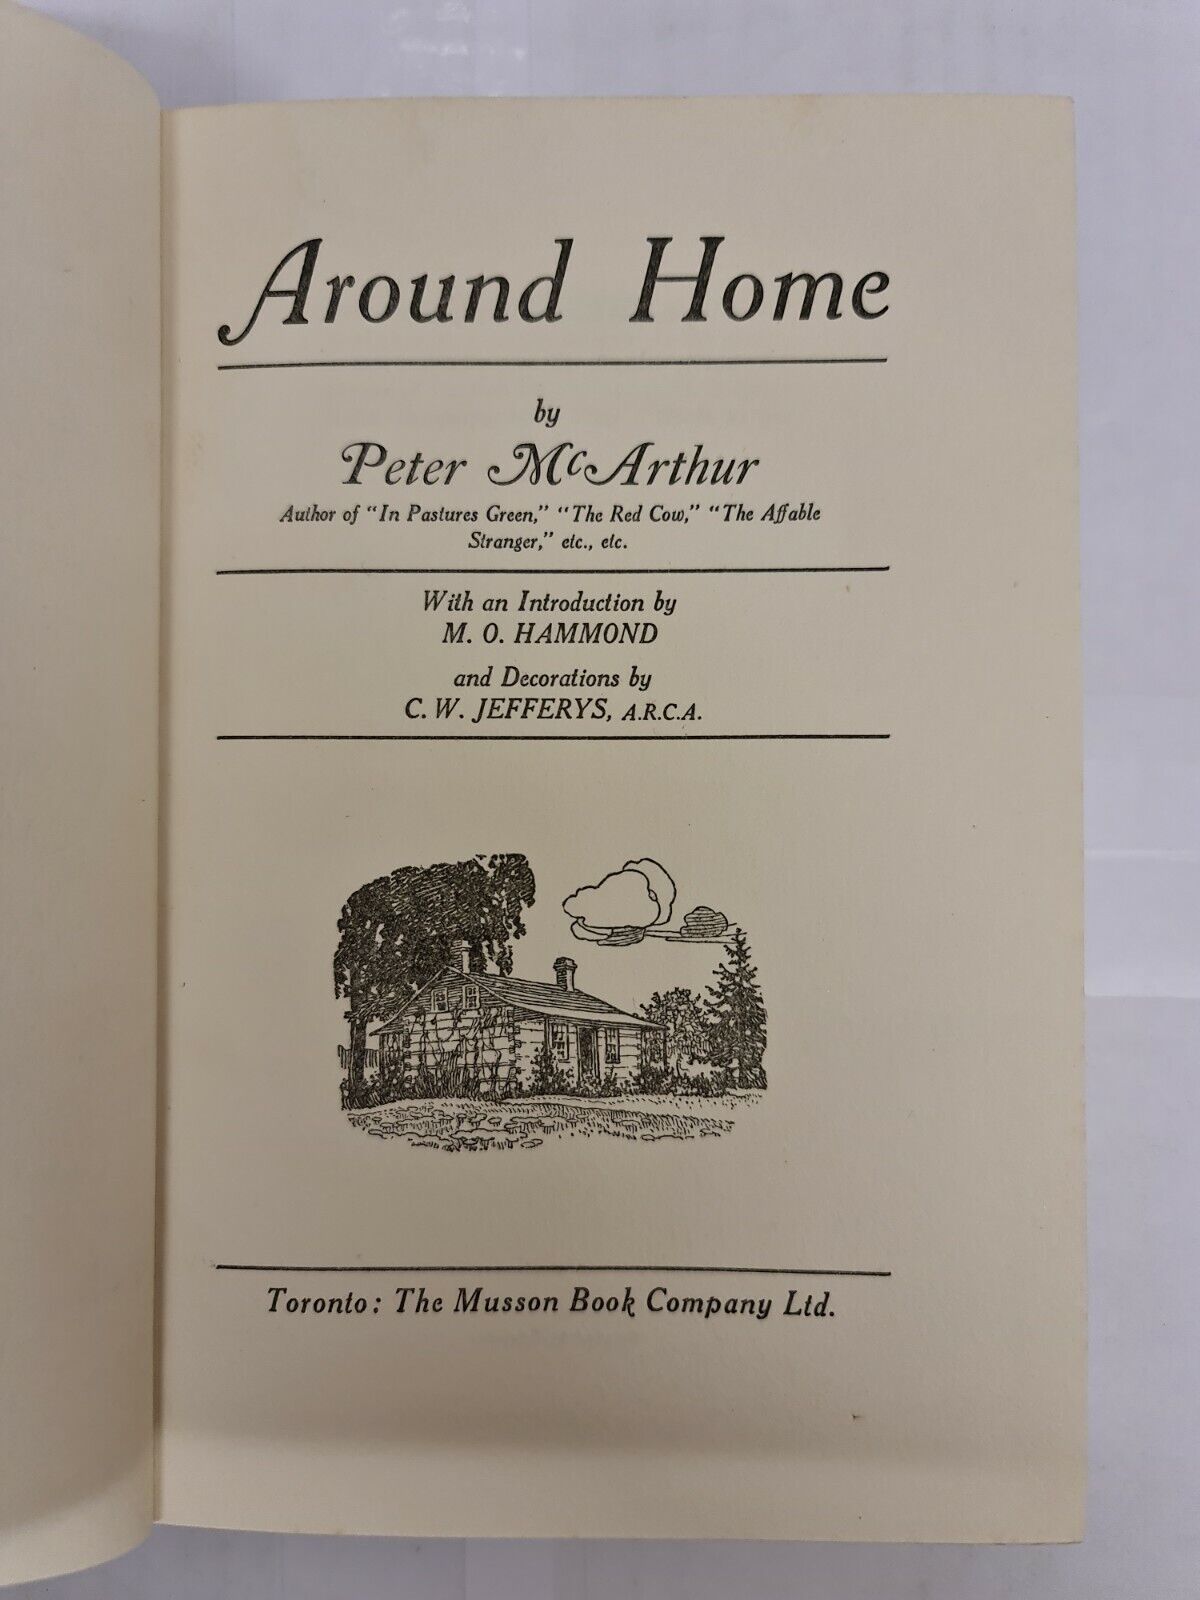 Around Home
by
Peter McArthur
Author of "In Pastures Green," "The Red Cow," "The Affable
Stranger," etc., etc.
With an Introduction by
M. O. HAMMOND
and Decorations by
C. W. JEFFERYS, A.R.C.A.
Toronto: The Musson Book Company Ltd.